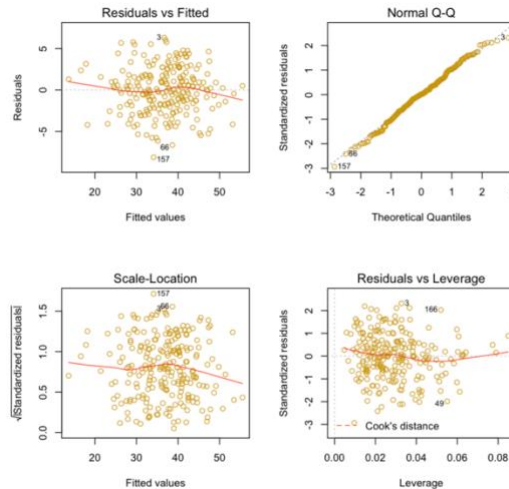 Residuals vs Fitted
Residuals
5
0
-5
3
66
157
20 30 40 50
Fitted values
Normal Q-Q
Standardized residuals
2
1
0
-1
-2
-3
3
66
157
-3 -2 -1 0 1 2
Theoretical Quantiles
Scale-Location
√|Standardized residuals|
1.5
1.0
0.5
0.0
157
66
20 30 40 50
Fitted values
Residuals vs Leverage
Standardized residuals
2
1
0
-1
-2
-3
3
166
49
Cook's distance
0.00 0.02 0.04 0.06 0.08
Leverage